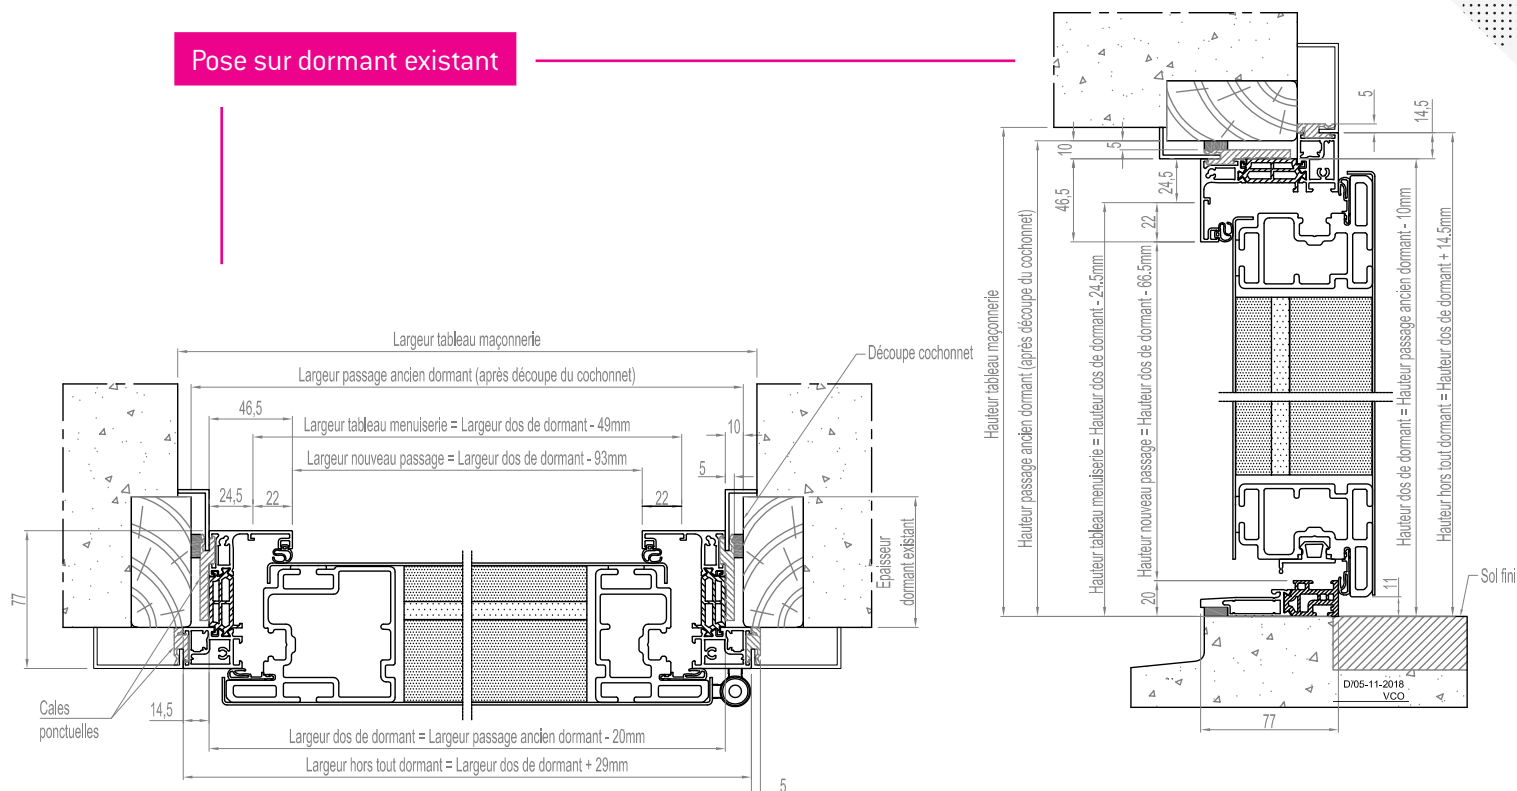 Pose sur dormant existant
Largeur tableau maçonnerie
Découpe cochonnet
Largeur passage ancien dormant (après découpe du cochonnet)
46,5
Largeur tableau menuiserie = Largeur dos de dormant - 49mm
10
Largeur nouveau passage = Largeur dos de dormant - 93mm
5
24,5
22
22
Epaisseur
dormant existant
77
Cales
ponctuelles
14,5
Largeur dos de dormant = Largeur passage ancien dormant - 20mm
Largeur hors tout dormant = Largeur dos de dormant + 29mm
5
5
14,5
10
5
46,5
24,5
22
Hauteur tableau maçonnerie
Hauteur passage ancien dormant (après découpe du cochonnet)
Hauteur tableau menuiserie = Hauteur dos de dormant - 24.5mm
Hauteur nouveau passage = Hauteur dos de dormant - 66.5mm
20
Hauteur dos de dormant = Hauteur passage ancien dormant - 10mm
Hauteur hors tout dormant = Hauteur dos de dormant + 14.5mm
11
Sol fini
D/05-11-2018
VCO
77